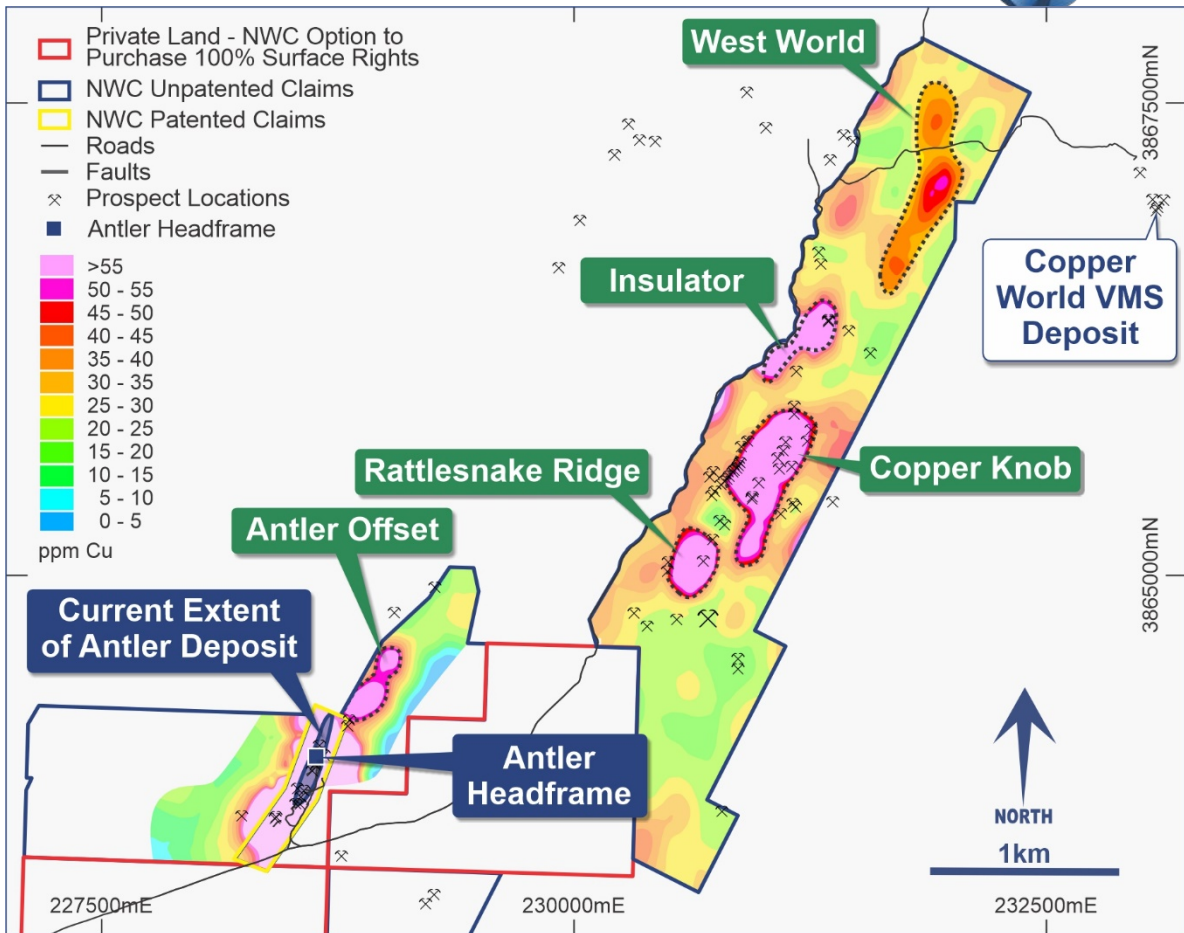 Private Land - NWC Option to
Purchase 100% Surface Rights
NWC Unpatented Claims
NWC Patented Claims
Roads
Faults
Prospect Locations
Antler Headframe
>55
50 - 55
45 - 50
40 - 45
35 - 40
30 - 35
25 - 30
20 - 25
15 - 20
10 - 15
5 - 10
0 - 5
ppm Cu
West World
3867500mN
Insulator
Copper
World VMS
Deposit
Rattlesnake Ridge
Copper Knob
Antler Offset
Current Extent
of Antler Deposit
3865000mN
Antler
Headframe
NORTH
1km
227500mE
230000mE
232500mE